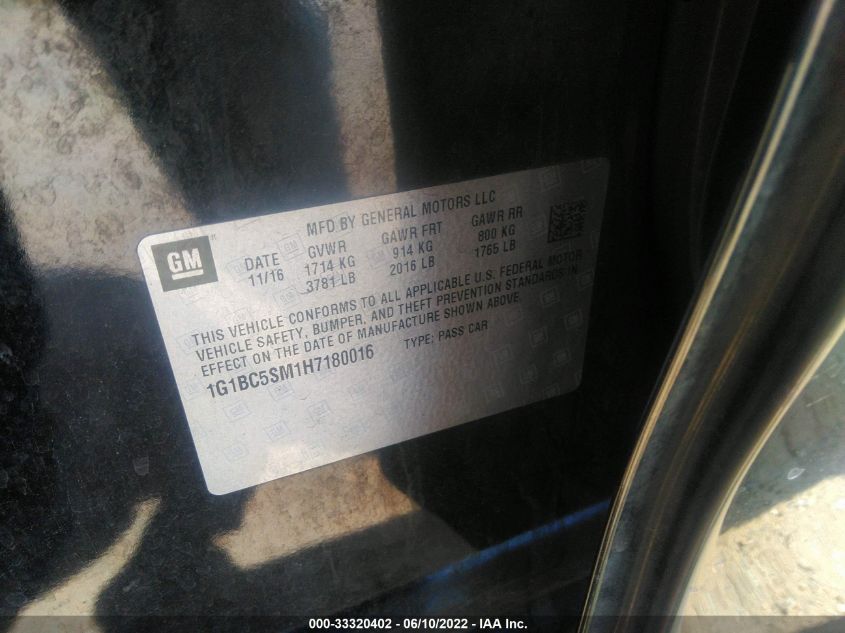 MFD BY GENERAL MOTORS LLC
GM
DATE GVWR GAWR FRT GAWR RR
11/16 1714 KG 914 KG 800 KG
3781 LB 2016 LB 1765 LB
THIS VEHICLE CONFORMS TO ALL APPLICABLE U.S. FEDERAL MOTOR
VEHICLE SAFETY, BUMPER, AND THEFT PREVENTION STANDARDS IN
EFFECT ON THE DATE OF MANUFACTURE SHOWN ABOVE.
1G1BC5SM1H7180016 TYPE: PASS CAR
000-33320402 - 06/10/2022 - IAA Inc.